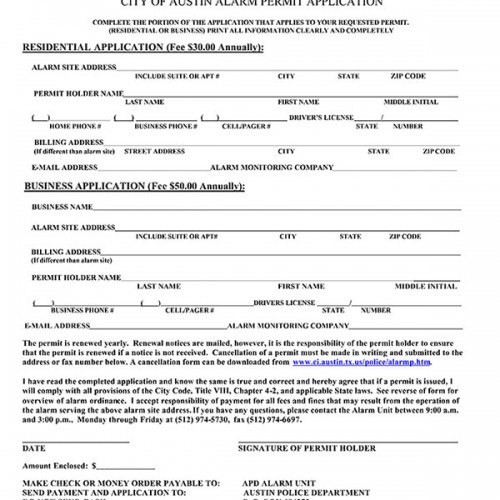 CITY OF AUSTIN ALARM PERMIT APPLICATION
COMPLETE THE PORTION OF THE APPLICATION THAT APPLIES TO YOUR REQUESTED PERMIT.
(RESIDENTIAL OR BUSINESS) PRINT ALL INFORMATION CLEARLY AND COMPLETELY
RESIDENTIAL APPLICATION (Fee $30.00 Annually):
ALARM SITE ADDRESS
INCLUDE SUITE OR APT # CITY STATE ZIP CODE
PERMIT HOLDER NAME
LAST NAME FIRST NAME MIDDLE INITIAL
( ) ( ) ( ) DRIVER'S LICENSE /
HOME PHONE # BUSINESS PHONE # CELL/PAGER # STATE NUMBER
BILLING ADDRESS
(If different than alarm site) STREET ADDRESS CITY STATE ZIP CODE
E-MAIL ADDRESS ALARM MONITORING COMPANY
BUSINESS APPLICATION (Fee $50.00 Annually):
BUSINESS NAME
ALARM SITE ADDRESS
INCLUDE SUITE OR APT# CITY STATE ZIP CODE
BILLING ADDRESS
(If different than alarm site)
PERMIT HOLDER NAME
LAST NAME FIRST NAME MIDDLE INITIAL
( ) ( ) DRIVERS LICENSE /
BUSINESS PHONE # CELL/PAGER # STATE NUMBER
E-MAIL ADDRESS ALARM MONITORING COMPANY
The permit is renewed yearly. Renewal notices are mailed, however, it is the responsibility of the permit holder to ensure
that the permit is renewed if a notice is not received. Cancellation of a permit must be made in writing and submitted to the
address or fax number below. A cancellation form can be downloaded from www.ci.austin.tx.us/police/alarmp.htm.
I have read the completed application and know the same is true and correct and hereby agree that if a permit is issued, I
will comply with all provisions of the City Code, Title VIII, Chapter 4-2, and applicable State laws. See reverse of form for
overview of alarm ordinance. I accept responsibility of payment for all fees and fines that may result from the operation of
the alarm serving the above alarm site address. If you have any questions, please contact the Alarm Unit between 9:00 a.m.
and 3:00 p.m., Monday through Friday at (512) 974-5730, fax (512) 974-6697.
DATE SIGNATURE OF PERMIT HOLDER
Amount Enclosed: $
MAKE CHECK OR MONEY ORDER PAYABLE TO: APD ALARM UNIT
SEND PAYMENT AND APPLICATION TO: AUSTIN POLICE DEPARTMENT